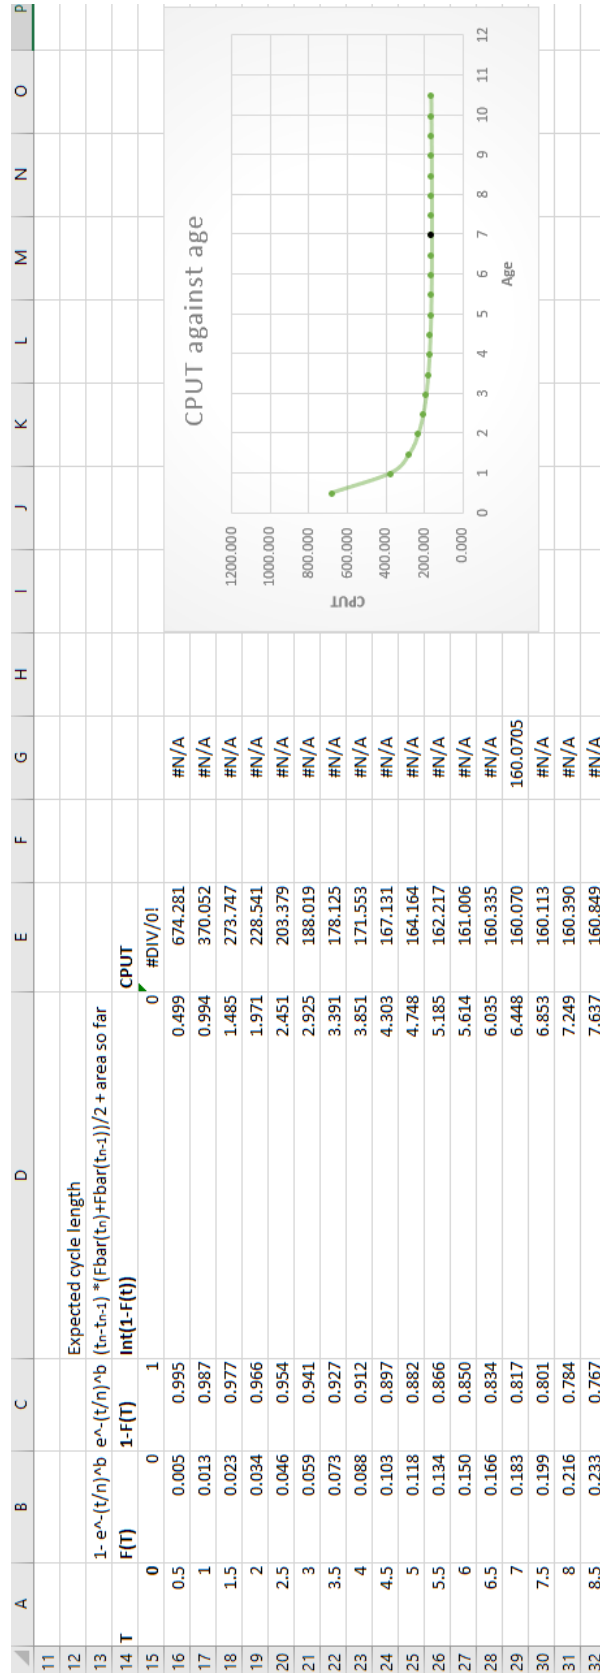 A B C D E F G H I J K L M N O P
11
12 Expected cycle length
13 1- e^-(t/n)^b e^-(t/n)^b (tn-tn-1) *(Fbar(tn)+Fbar(tn-1))/2 + area so far
14 T F(T) 1-F(T) Int(1-F(t)) CPUT
15 0 0 1 0 #DIV/0!
16 0.5 0.005 0.995 0.499 674.281 #N/A
17 1 0.013 0.987 0.994 370.052 #N/A
18 1.5 0.023 0.977 1.485 273.747 #N/A
19 2 0.034 0.966 1.971 228.541 #N/A
20 2.5 0.046 0.954 2.451 203.379 #N/A
21 3 0.059 0.941 2.925 188.019 #N/A
22 3.5 0.073 0.927 3.391 178.125 #N/A
23 4 0.088 0.912 3.851 171.553 #N/A
24 4.5 0.103 0.897 4.303 167.131 #N/A
25 5 0.118 0.882 4.748 164.164 #N/A
26 5.5 0.134 0.866 5.185 162.217 #N/A
27 6 0.150 0.850 5.614 161.006 #N/A
28 6.5 0.166 0.834 6.035 160.335 #N/A
29 7 0.183 0.817 6.448 160.070 160.0705
30 7.5 0.199 0.801 6.853 160.113 #N/A
31 8 0.216 0.784 7.249 160.390 #N/A
32 8.5 0.233 0.767 7.637 160.849 #N/A
CPUT against age
1200.000
1000.000
800.000
600.000
400.000
200.000
0.000
CPUT
0 1 2 3 4 5 6 7 8 9 10 11 12
Age